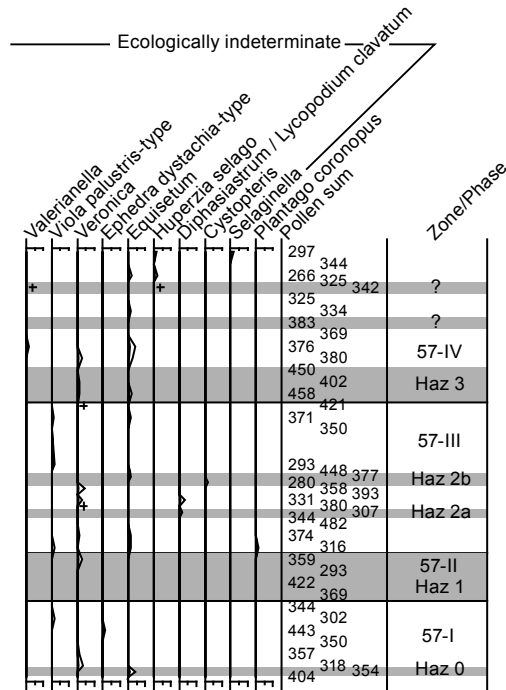 Ecologically indeterminate
Valerianella
Viola palustris-type
Veronica
Ephedra dystachia-type
Equisetum
Huperzia selago
Diphasiastrum / Lycopodium clavatum
Cystopteris
Selaginella
Plantago coronopus
Pollen sum
Zone/Phase
297
344
266
325
+ + 342 ?
325
334
383 ?
369
376
57-IV
380
450
402 Haz 3
458
+ 421
371
350
57-III
293
448
377 Haz 2b
280
358
393
331
+ 380
307 Haz 2a
344
482
374
316
359
57-II
293
422 Haz 1
369
344
302
443 57-I
350
357
318
354 Haz 0
404